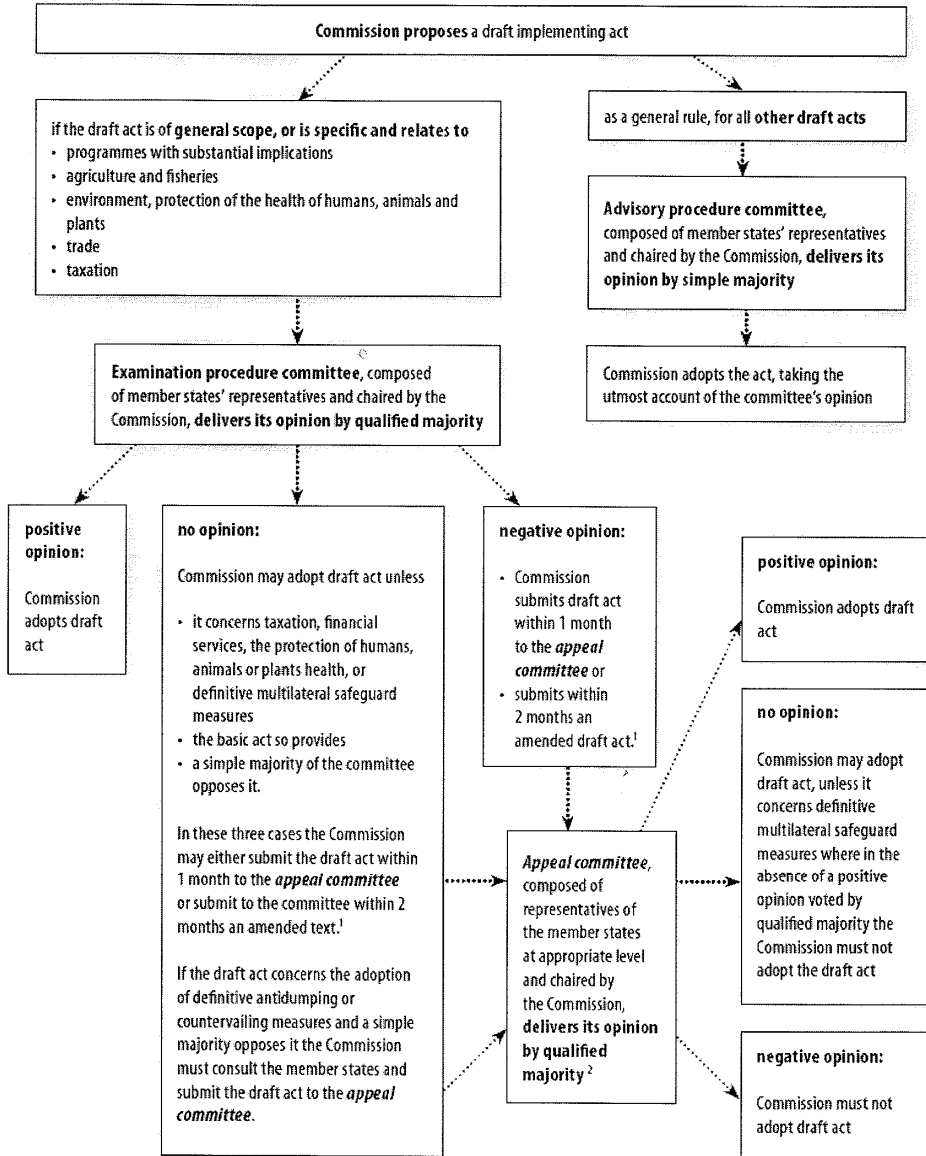 Commission proposes a draft implementing act
if the draft act is of general scope, or is specific and relates to
• programmes with substantial implications
• agriculture and fisheries
• environment, protection of the health of humans, animals and
plants
• trade
• taxation
as a general rule, for all other draft acts
Advisory procedure committee,
composed of member states' representatives
and chaired by the Commission, delivers its
opinion by simple majority
Commission adopts the act, taking the
utmost account of the committee's opinion
Examination procedure committee, composed
of member states' representatives and chaired by the
Commission, delivers its opinion by qualified majority
positive
opinion:
Commission
adopts draft
act
no opinion:
Commission may adopt draft act unless
• it concerns taxation, financial
services, the protection of humans,
animals or plants health, or
definitive multilateral safeguard
measures
• the basic act so provides
• a simple majority of the committee
opposes it.
In these three cases the Commission
may either submit the draft act within
1 month to the appeal committee
or submit to the committee within 2
months an amended text.¹
If the draft act concerns the adoption
of definitive antidumping or
countervailing measures and a simple
majority opposes it the Commission
must consult the member states and
submit the draft act to the appeal
committee.
negative opinion:
• Commission
submits draft act
within 1 month
to the appeal
committee or
• submits within
2 months an
amended draft act.¹
Appeal committee,
composed of
representatives of
the member states
at appropriate level
and chaired by
the Commission,
delivers its opinion
by qualified
majority ²
positive opinion:
Commission adopts draft
act
no opinion:
Commission may adopt
draft act, unless it
concerns definitive
multilateral safeguard
measures where in the
absence of a positive
opinion voted by
qualified majority the
Commission must not
adopt the draft act
negative opinion:
Commission must not
adopt draft act